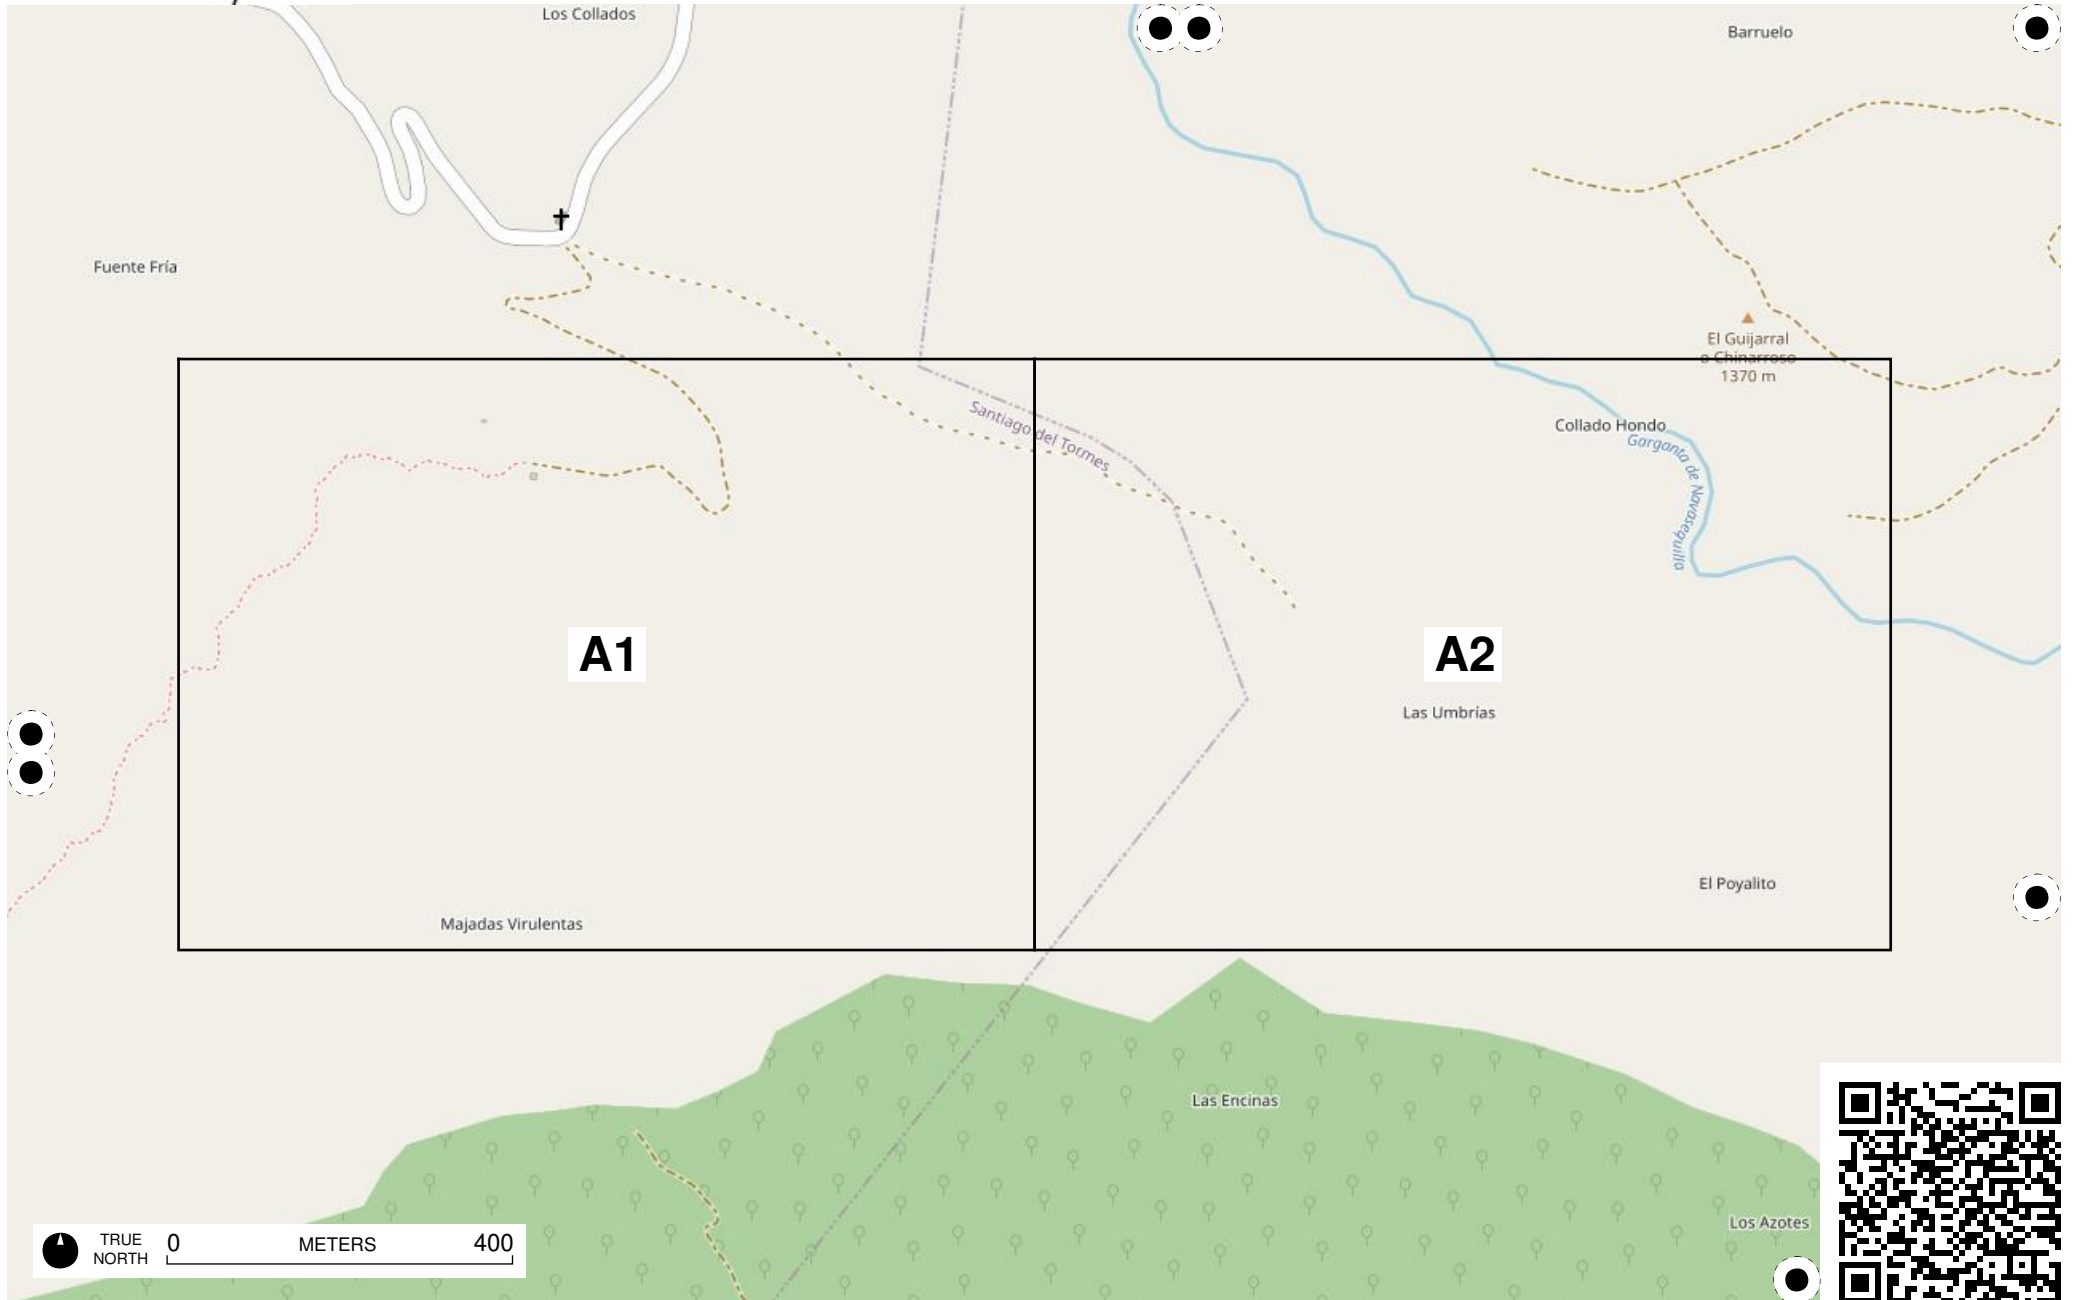 Los Collados
Barruelo
Fuente Fría
El Guijarral
o Chinarroso
1370 m
Santiago del Tormes
Collado Hondo
Garganta de Navasequilla
A1
A2
Las Umbrías
El Poyalito
Majadas Virulentas
Las Encinas
Los Azotes
TRUE
NORTH
0 METERS 400